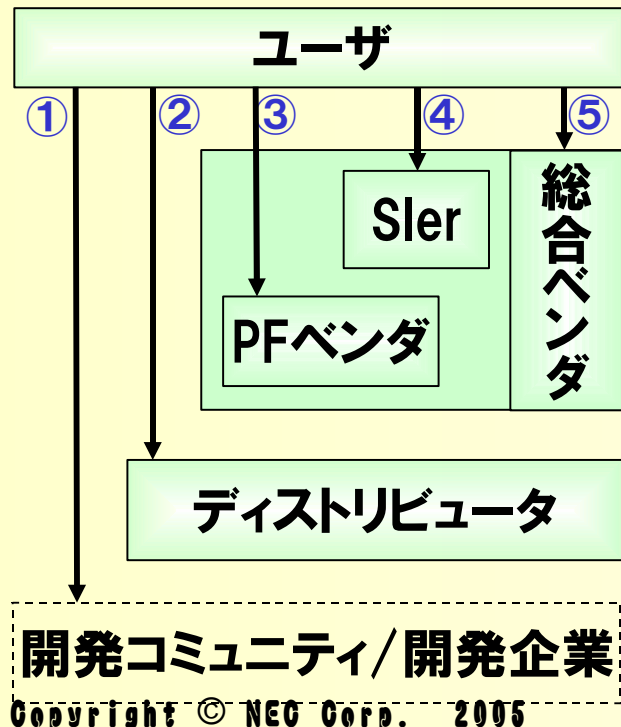 ユーザ
① ② ③ ④ ⑤
SIer
総合ベンダ
PFベンダ
ディストリビュータ
開発コミュニティ/開発企業
Copyright © NEC Corp. 2005